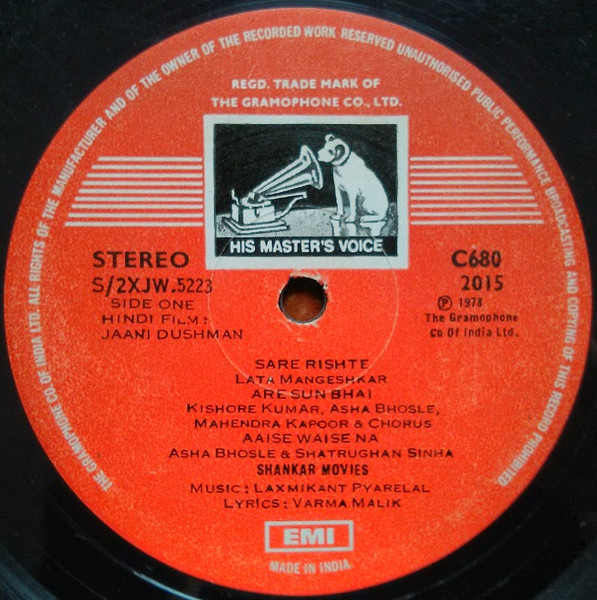 THE GRAMOPHONE CO. OF INDIA LTD. ALL RIGHTS OF THE MANUFACTURER AND OF THE OWNER OF THE RECORDED WORK RESERVED UNAUTHORISED PUBLIC PERFORMANCE BROADCASTING AND COPYING OF THIS RECORD PROHIBITED.
REGD. TRADE MARK OF
THE GRAMOPHONE CO., LTD.
HIS MASTER'S VOICE
STEREO
S/2XJW.5223
SIDE ONE
HINDI FILM:
JAANI DUSHMAN
C680
2015
℗ 1978
The Gramophone
Co Of India Ltd.
SARE RISHTE
LATA MANGESHKAR
ARE SUN BHAI
KISHORE KUMAR, ASHA BHOSLE,
MAHENDRA KAPOOR & CHORUS
AAISE WAISE NA
ASHA BHOSLE & SHATRUGHAN SINHA
SHANKAR MOVIES
MUSIC: LAXMIKANT PYARELAL
LYRICS: VARMA MALIK
EMI
MADE IN INDIA